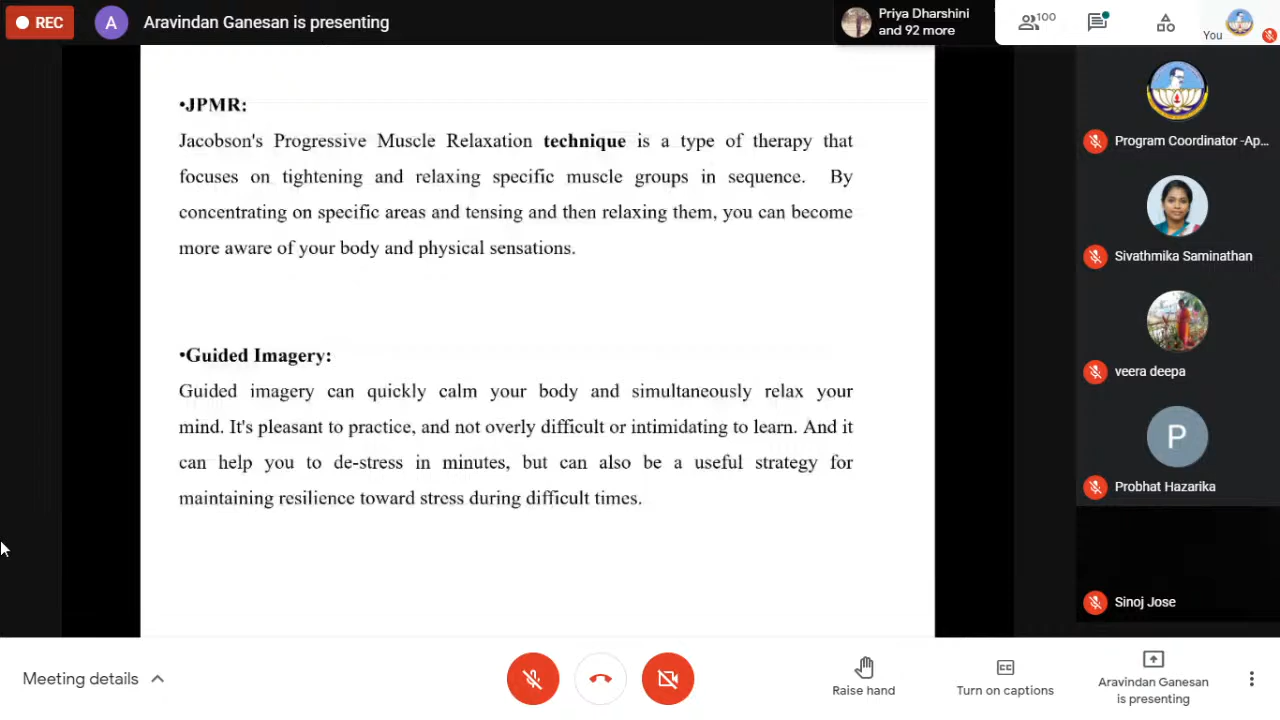 REC
A
Aravindan Ganesan is presenting
Priya Dharshini
and 92 more
100
You
•JPMR:
Jacobson's Progressive Muscle Relaxation technique is a type of therapy that
focuses on tightening and relaxing specific muscle groups in sequence. By
concentrating on specific areas and tensing and then relaxing them, you can become
more aware of your body and physical sensations.
•Guided Imagery:
Guided imagery can quickly calm your body and simultaneously relax your
mind. It's pleasant to practice, and not overly difficult or intimidating to learn. And it
can help you to de-stress in minutes, but can also be a useful strategy for
maintaining resilience toward stress during difficult times.
Program Coordinator -Ap...
Sivathmika Saminathan
veera deepa
P
Probhat Hazarika
Sinoj Jose
Meeting details
Raise hand
CC
Turn on captions
Aravindan Ganesan
is presenting